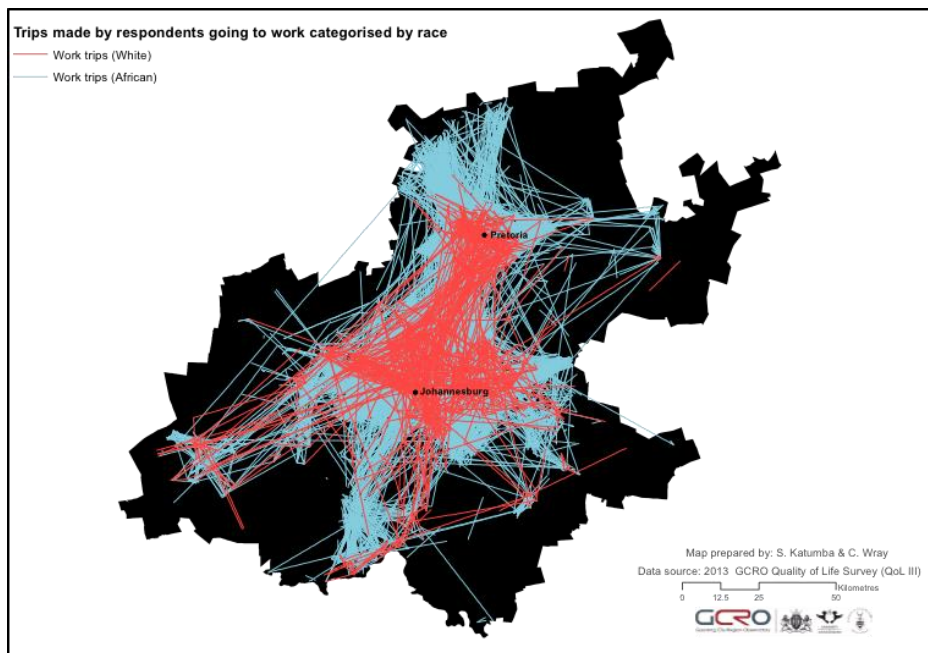 Trips made by respondents going to work categorised by race
Work trips (White)
Work trips (African)
Pretoria
Johannesburg
Map prepared by: S. Katumba & C. Wray
Data source: 2013 GCRO Quality of Life Survey (QoL III)
Kilometres
0 12.5 25 50
GCRO